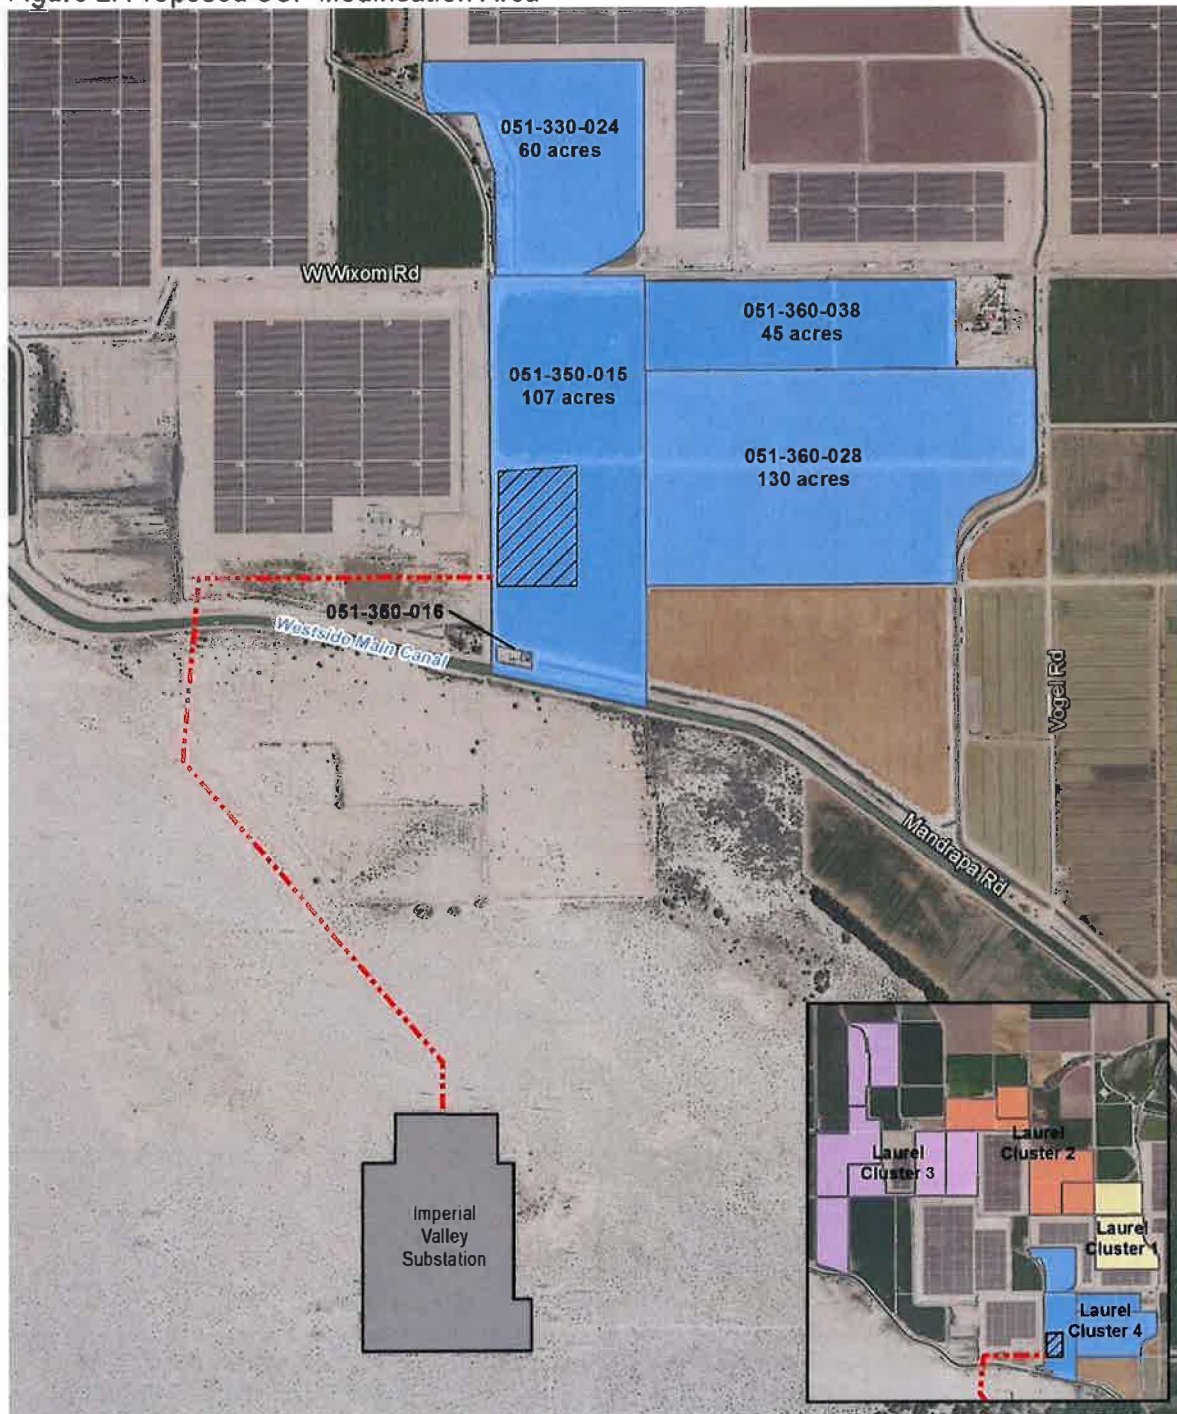 051-330-024
60 acres
W Wixom Rd
051-360-038
45 acres
051-350-015
107 acres
051-360-028
130 acres
051-350-016
Westside Main Canal
Vogel Rd
Mandrapa Rd
Imperial
Valley
Substation
Laurel
Cluster 3
Laurel
Cluster 2
Laurel
Cluster 1
Laurel
Cluster 4